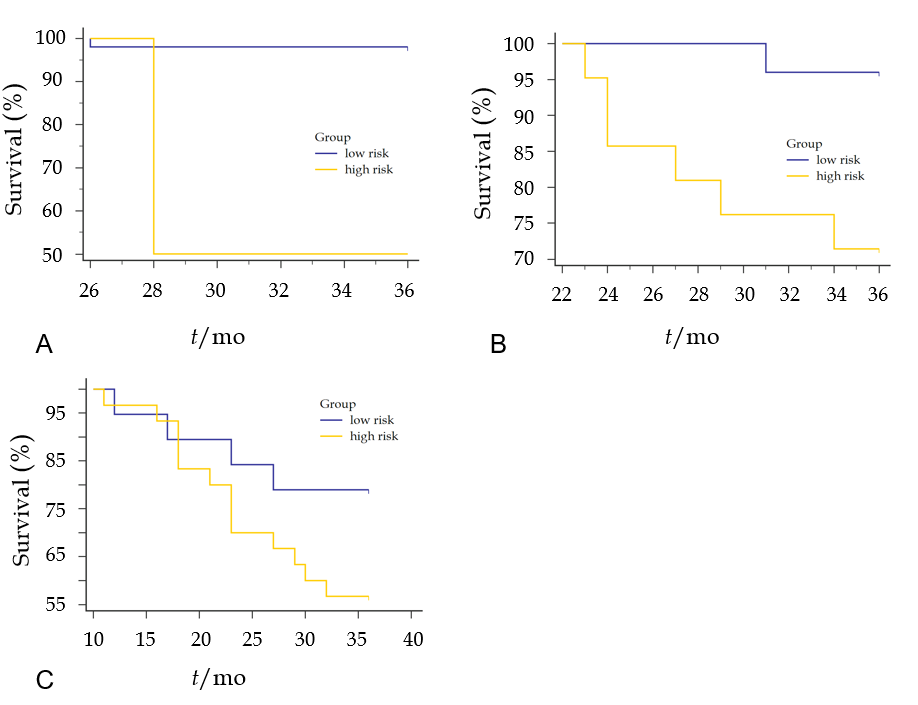 Survival (%)
100
90
80
70
60
50
Group
low risk
high risk
26 28 30 32 34 36
t/mo
A
Survival (%)
100
95
90
85
80
75
70
Group
low risk
high risk
22 24 26 28 30 32 34 36
t/mo
B
Survival (%)
95
85
75
65
55
Group
low risk
high risk
10 15 20 25 30 35 40
t/mo
C